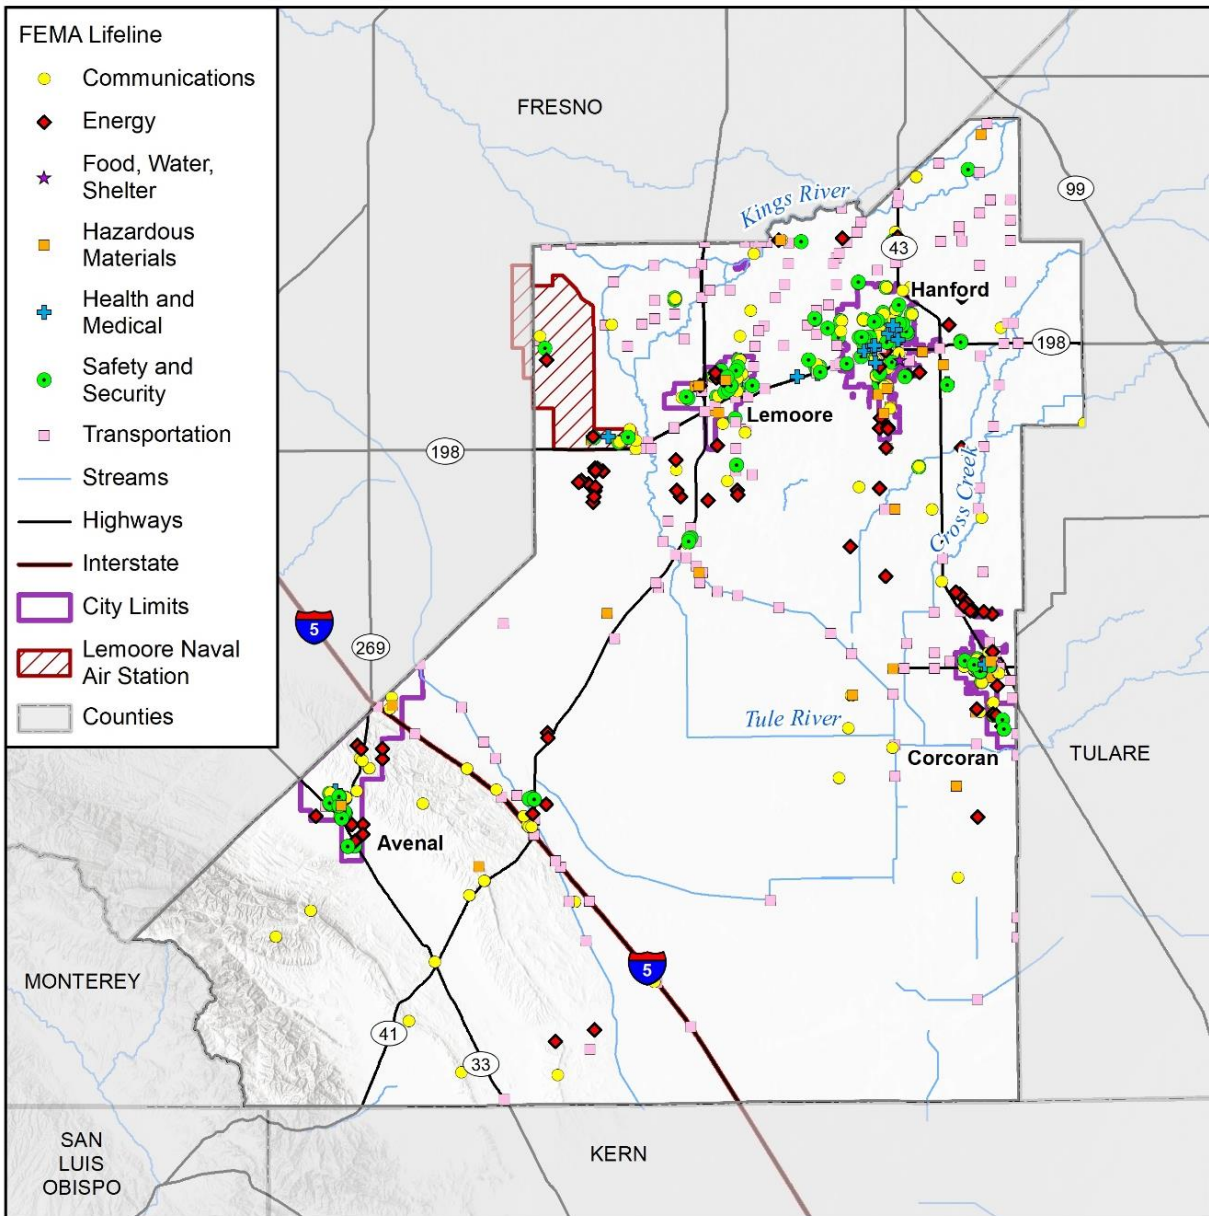 FEMA Lifeline
Communications
Energy
Food, Water,
Shelter
Hazardous
Materials
Health and
Medical
Safety and
Security
Transportation
Streams
Highways
Interstate
City Limits
Lemoore Naval
Air Station
Counties
FRESNO
Kings River
99
43
Hanford
198
Lemoore
198
Cross Creek
5
269
Tule River
Corcoran
TULARE
Avenal
5
MONTEREY
41
33
SAN
LUIS
OBISPO
KERN